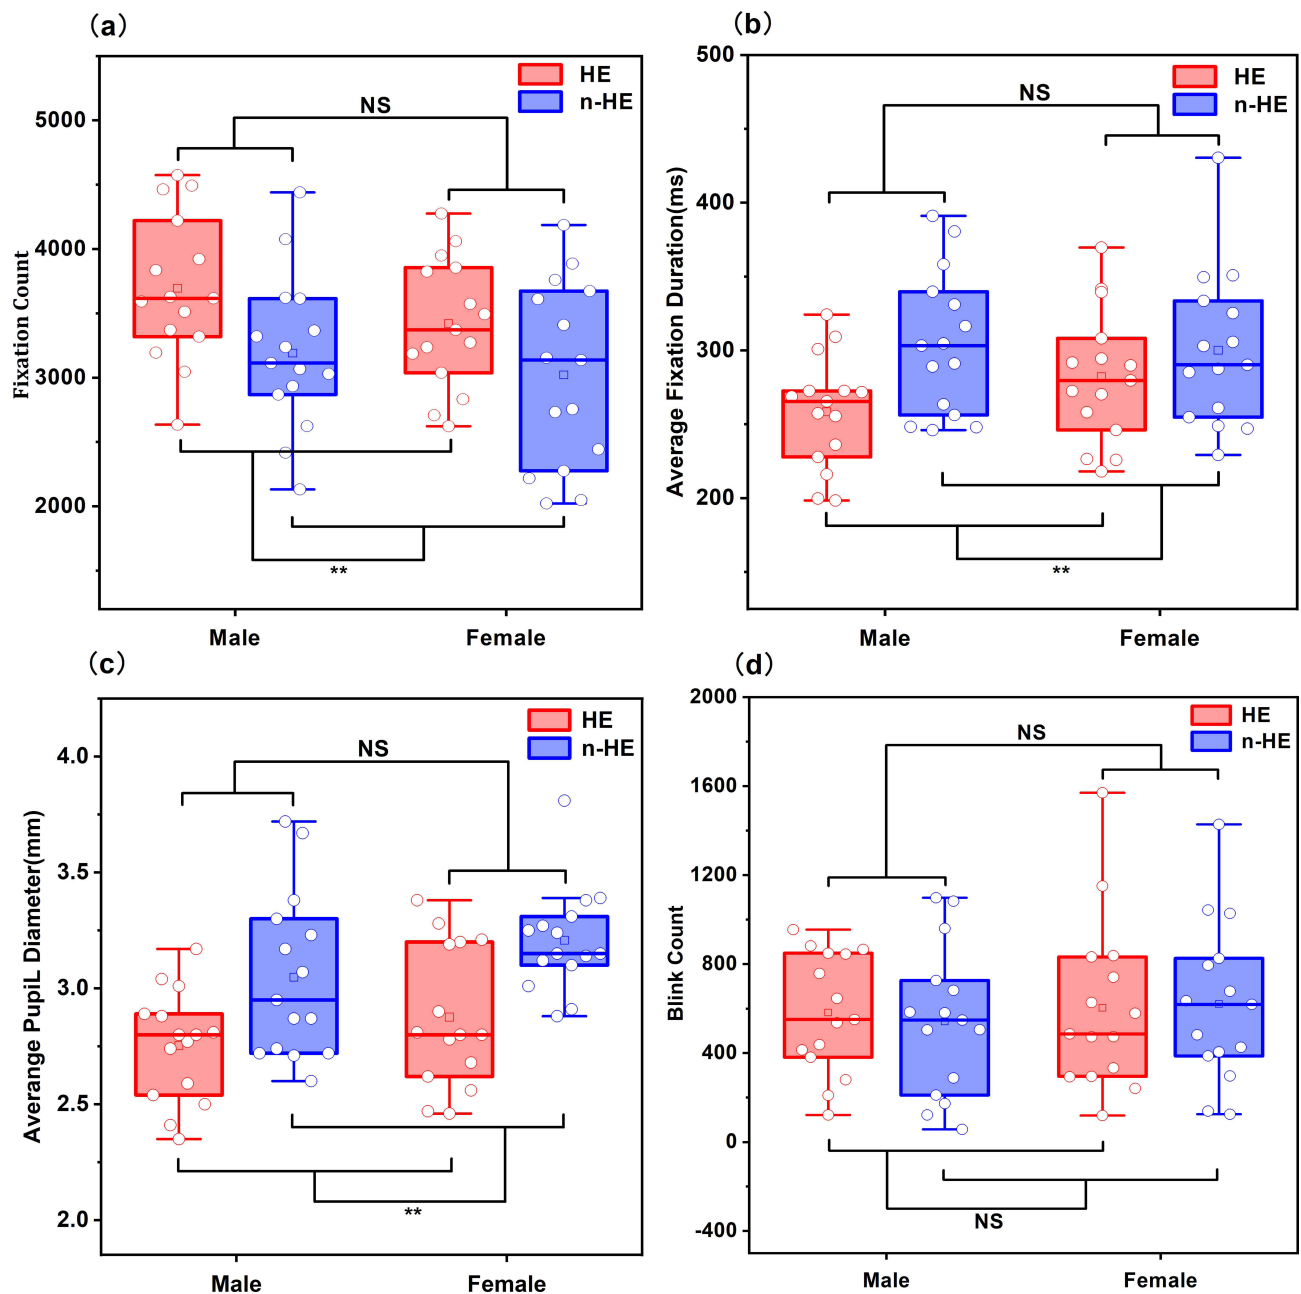 (a)
HE
n-HE
NS
5000
4000
3000
2000
Fixation Count
**
Male
Female
(b)
HE
n-HE
NS
500
400
300
200
Average Fixation Duration(ms)
**
Male
Female
(c)
HE
n-HE
NS
4.0
3.5
3.0
2.5
2.0
Averange PupiL Diameter(mm)
**
Male
Female
(d)
HE
n-HE
NS
2000
1600
1200
800
400
0
-400
Blink Count
NS
Male
Female